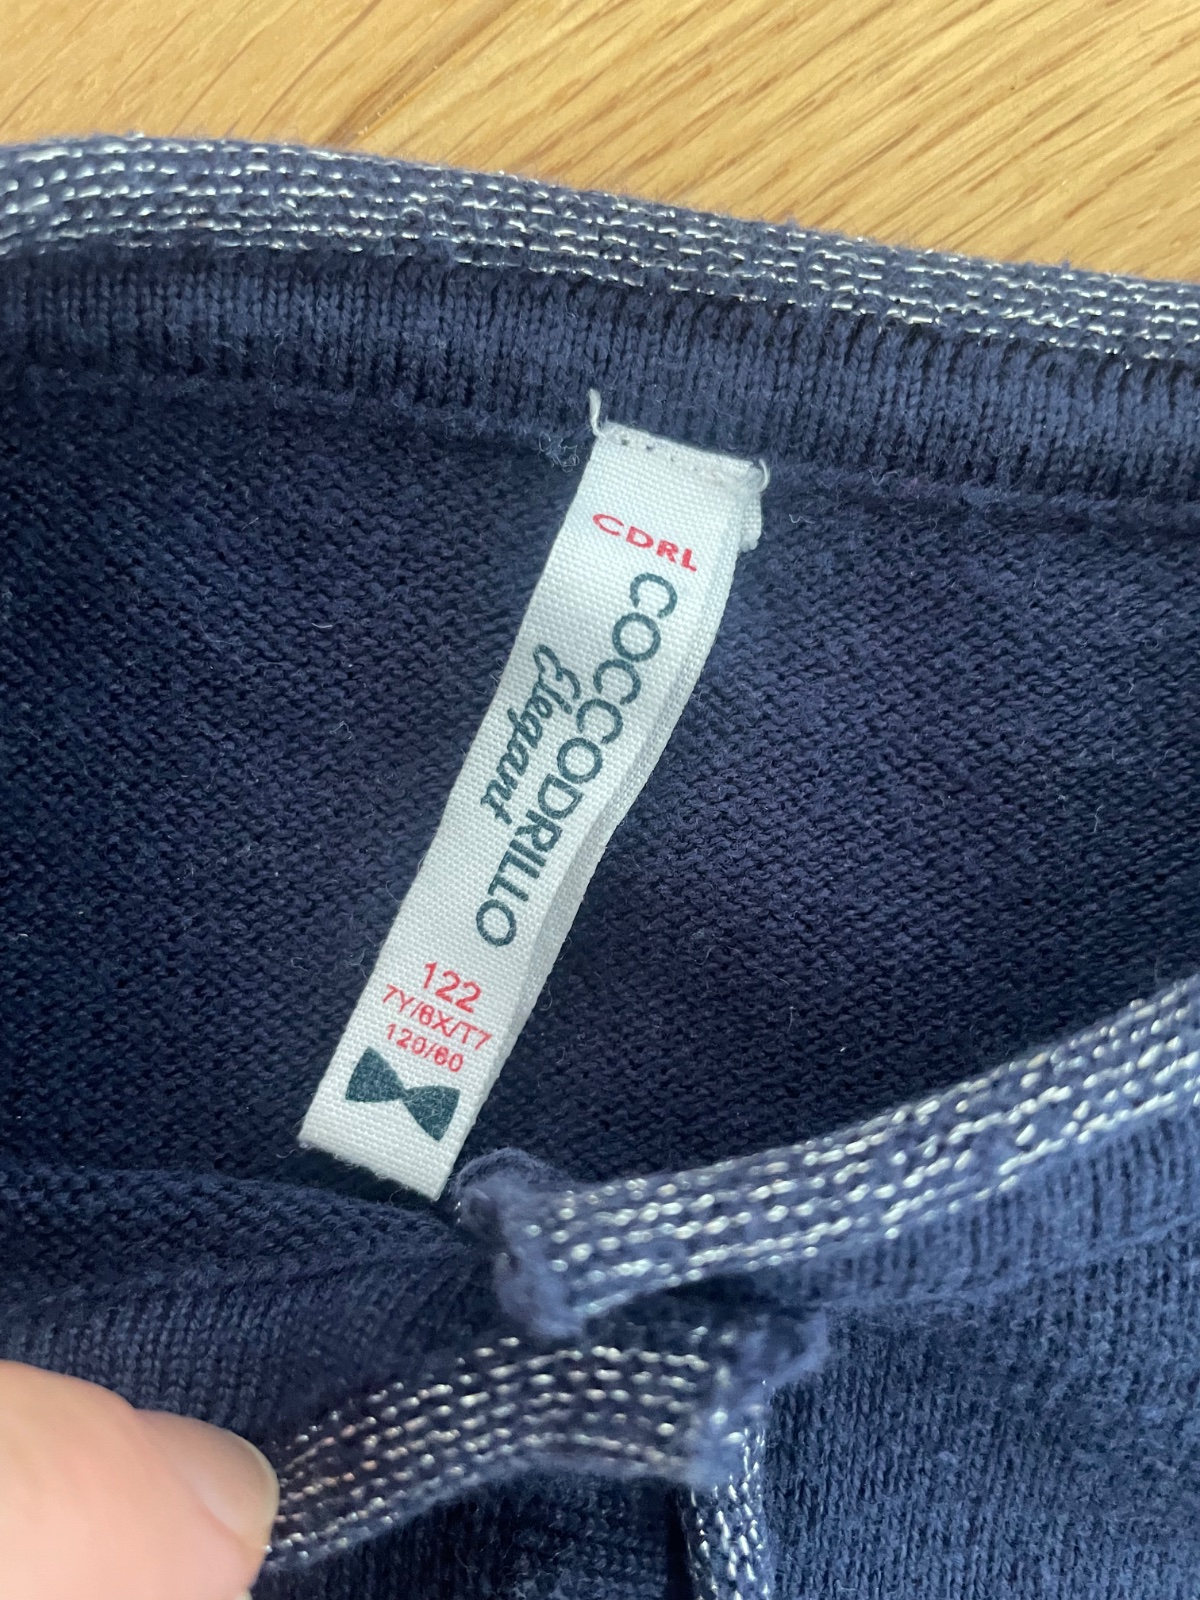 CDRL
COCCODRILLO
Elegant
122
7Y/6X/T7
120/60